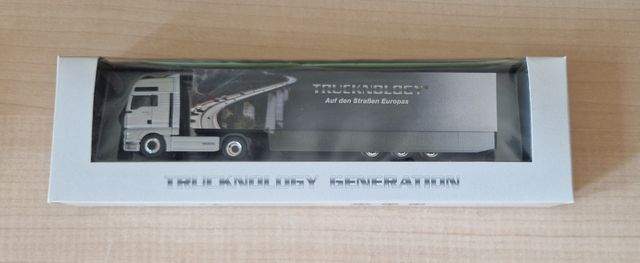 TRUCKNOLOGY
Auf den Straßen Europas
TRUCKNOLOGY GENERATION